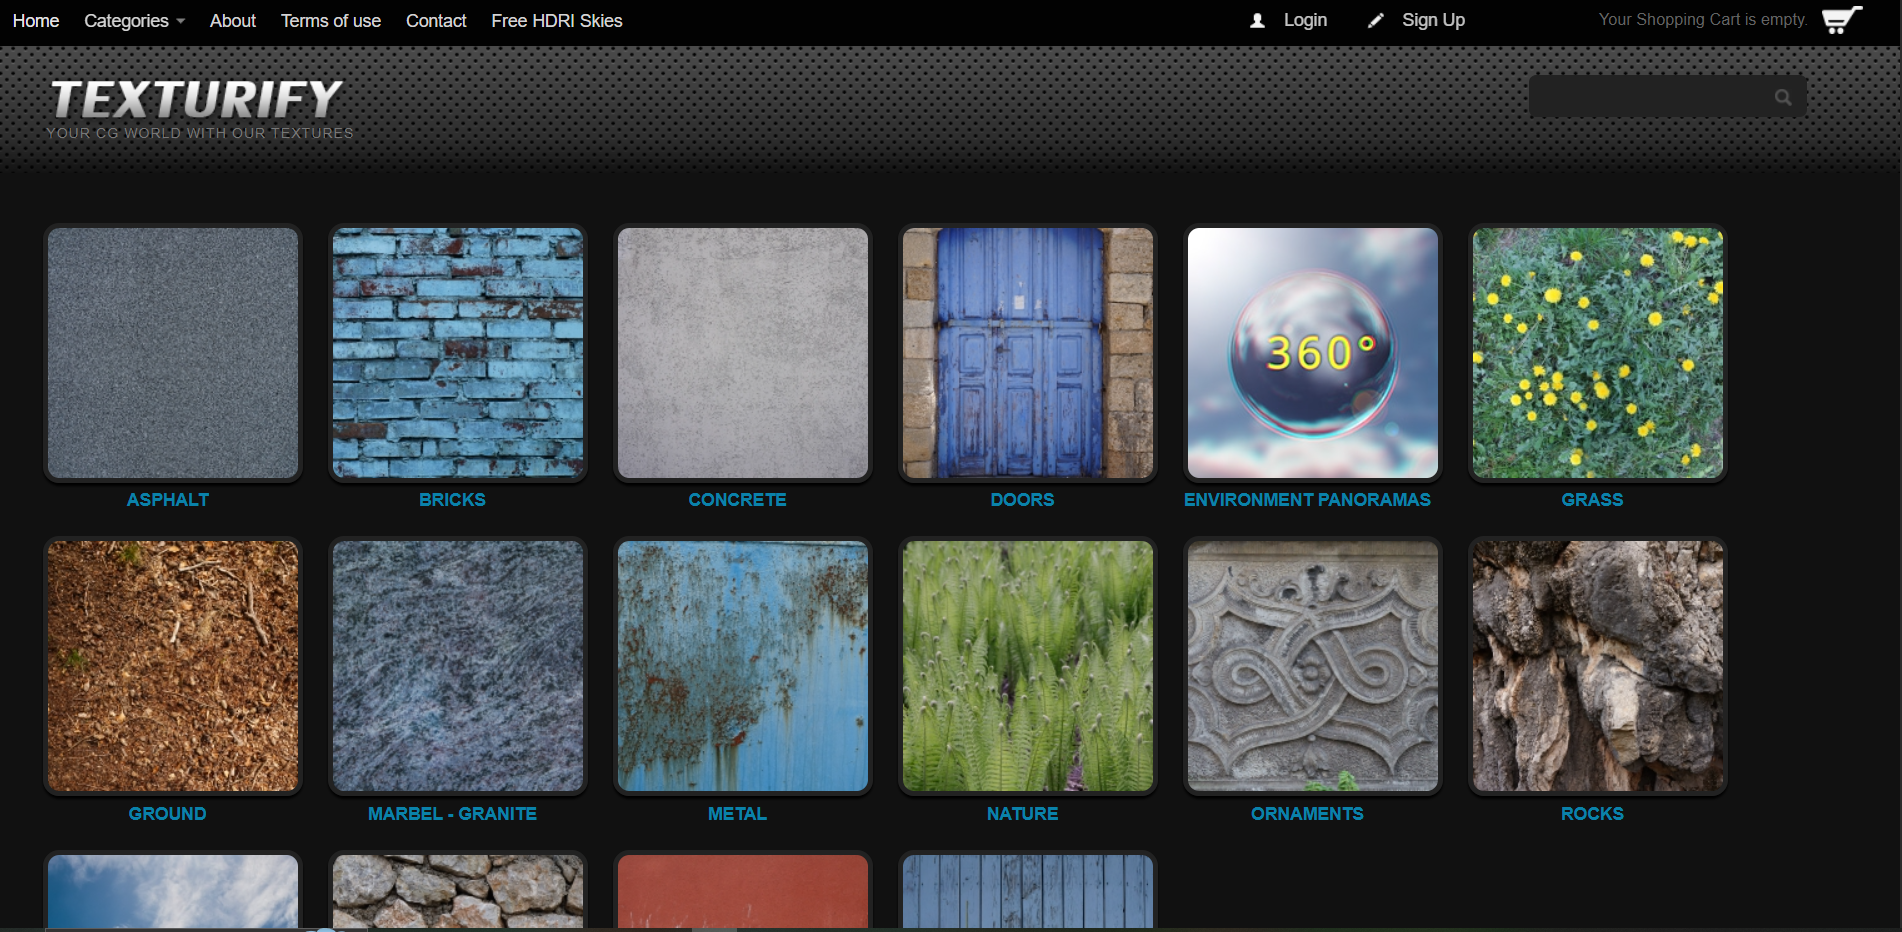 Home Categories About Terms of use Contact Free HDRI Skies Login Sign Up Your Shopping Cart is empty.
TEXTURIFY
YOUR CG WORLD WITH OUR TEXTURES
360°
ASPHALT BRICKS CONCRETE DOORS ENVIRONMENT PANORAMAS GRASS
GROUND MARBEL - GRANITE METAL NATURE ORNAMENTS ROCKS